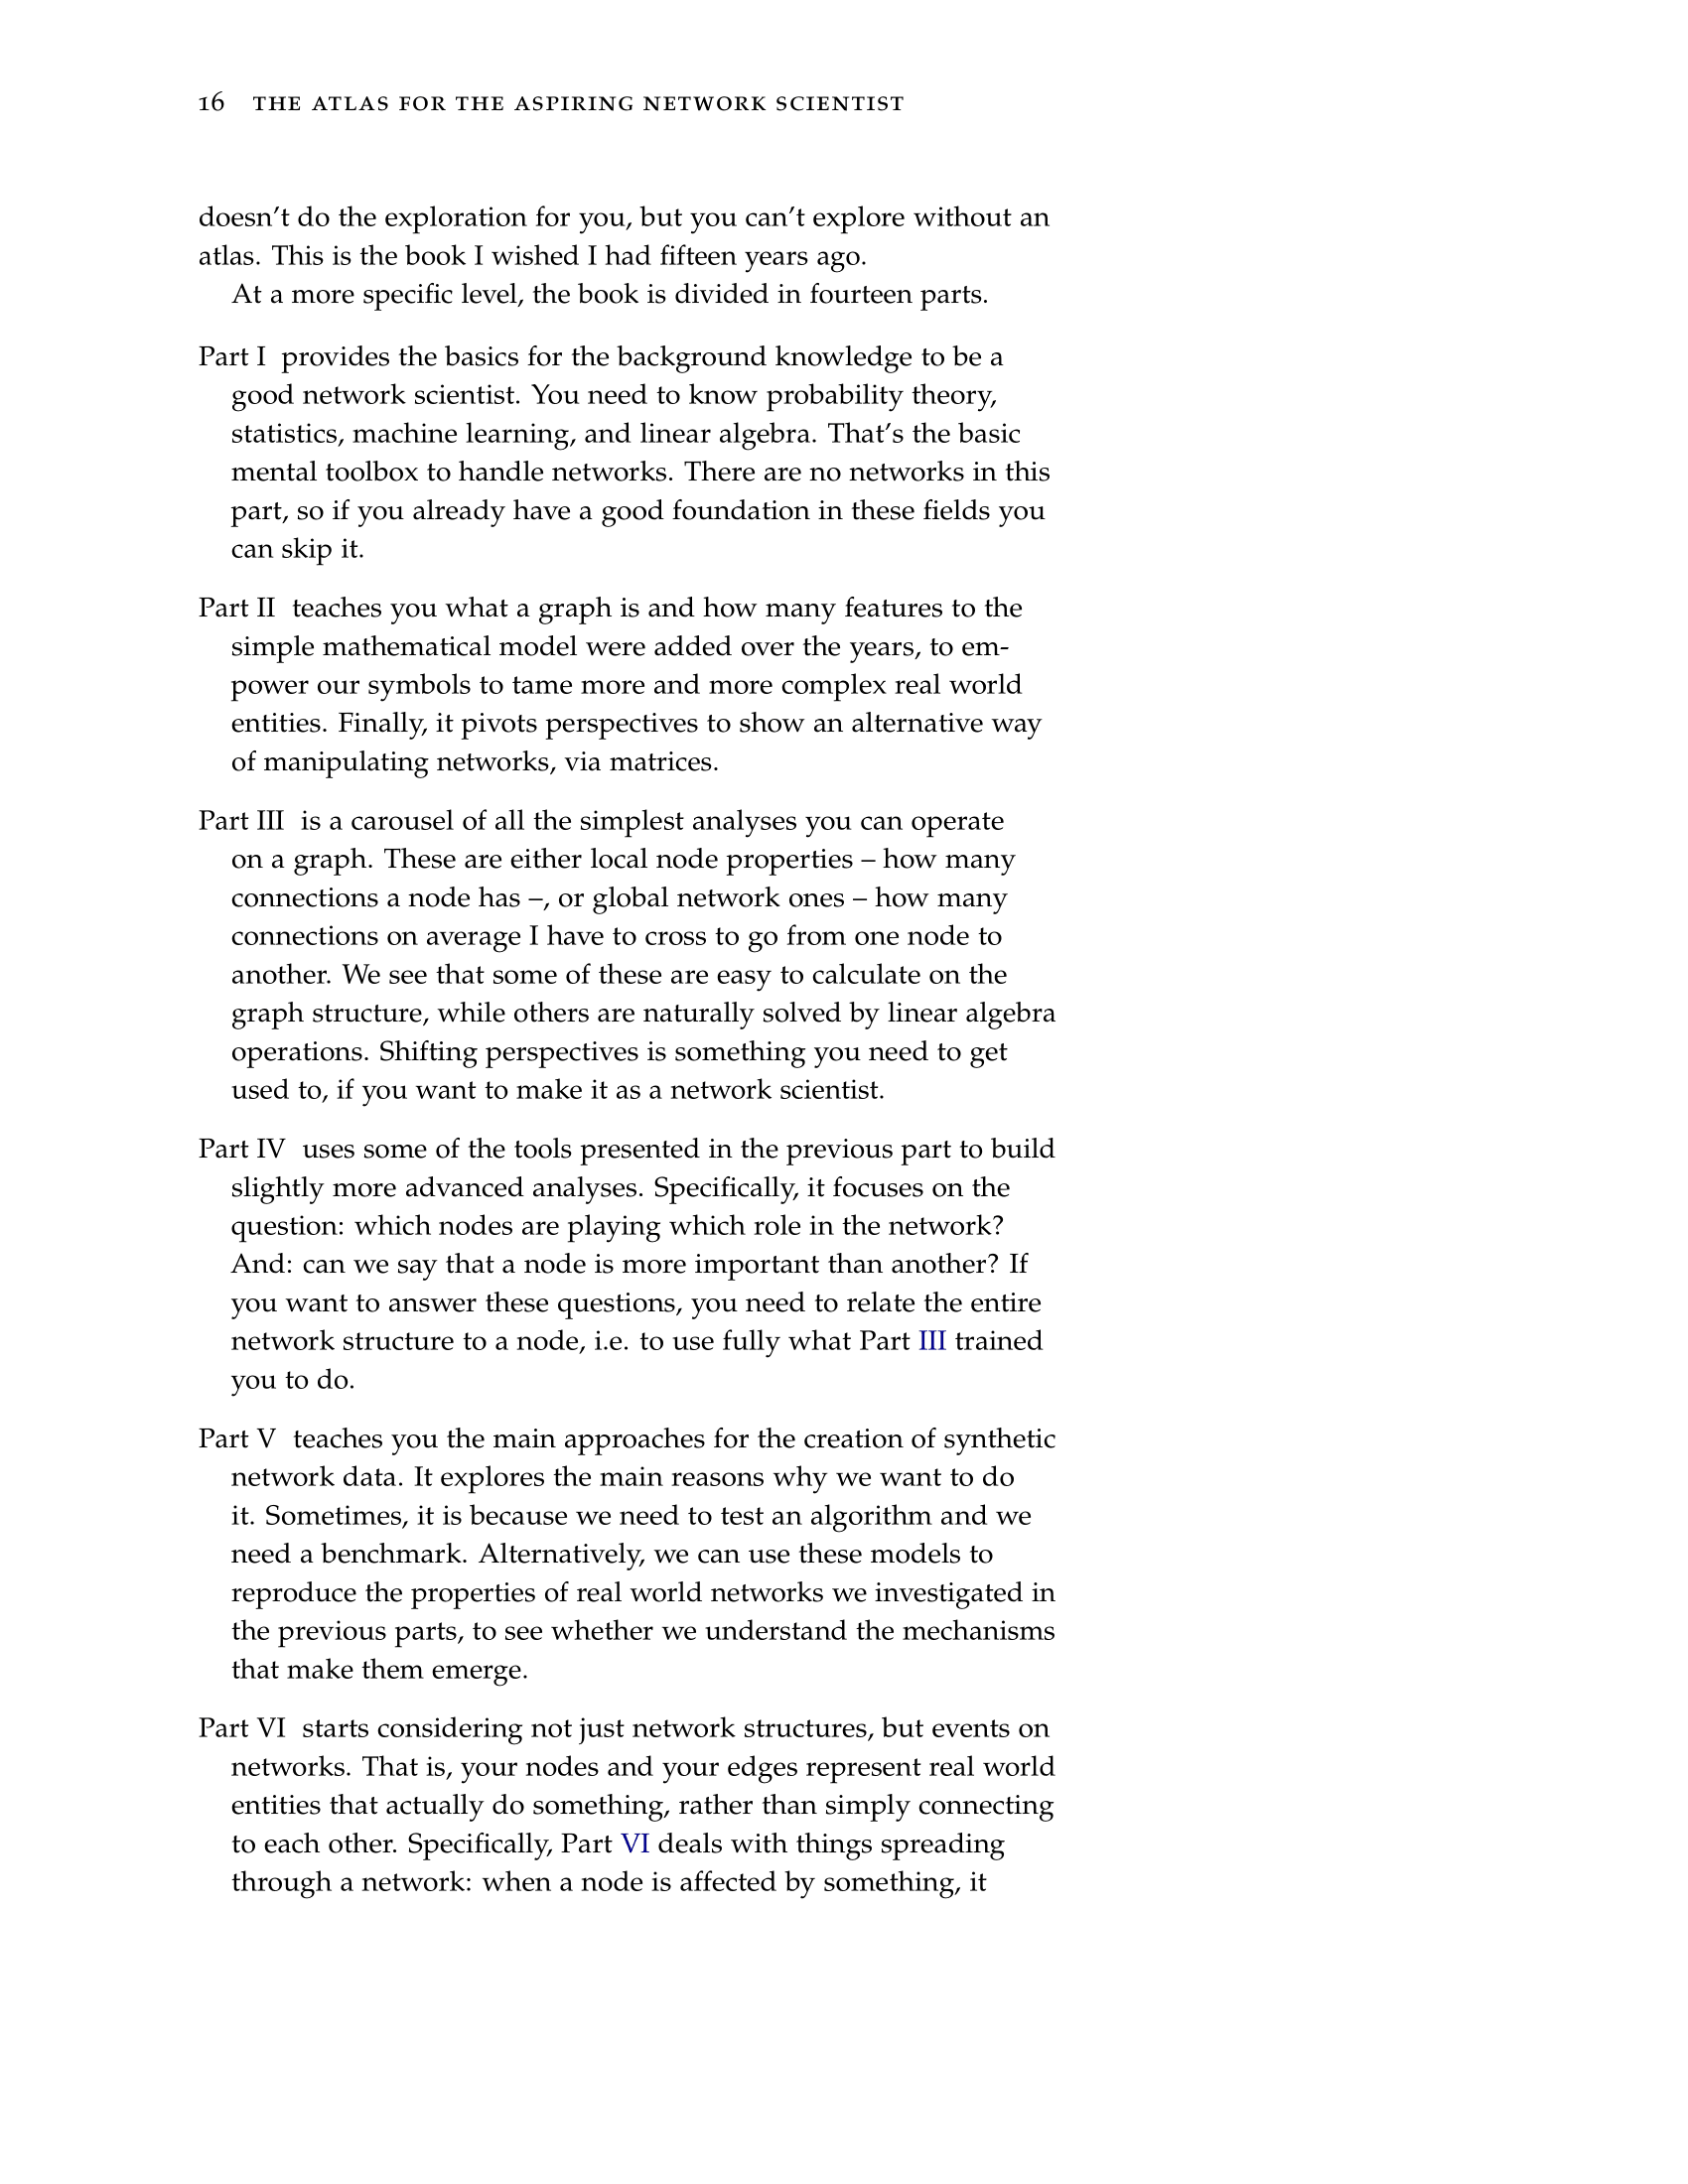 16 THE ATLAS FOR THE ASPIRING NETWORK SCIENTIST
doesn't do the exploration for you, but you can't explore without an
atlas. This is the book I wished I had fifteen years ago.
At a more specific level, the book is divided in fourteen parts.
Part I provides the basics for the background knowledge to be a
good network scientist. You need to know probability theory,
statistics, machine learning, and linear algebra. That's the basic
mental toolbox to handle networks. There are no networks in this
part, so if you already have a good foundation in these fields you
can skip it.
Part II teaches you what a graph is and how many features to the
simple mathematical model were added over the years, to em-
power our symbols to tame more and more complex real world
entities. Finally, it pivots perspectives to show an alternative way
of manipulating networks, via matrices.
Part III is a carousel of all the simplest analyses you can operate
on a graph. These are either local node properties – how many
connections a node has –, or global network ones – how many
connections on average I have to cross to go from one node to
another. We see that some of these are easy to calculate on the
graph structure, while others are naturally solved by linear algebra
operations. Shifting perspectives is something you need to get
used to, if you want to make it as a network scientist.
Part IV uses some of the tools presented in the previous part to build
slightly more advanced analyses. Specifically, it focuses on the
question: which nodes are playing which role in the network?
And: can we say that a node is more important than another? If
you want to answer these questions, you need to relate the entire
network structure to a node, i.e. to use fully what Part III trained
you to do.
Part V teaches you the main approaches for the creation of synthetic
network data. It explores the main reasons why we want to do
it. Sometimes, it is because we need to test an algorithm and we
need a benchmark. Alternatively, we can use these models to
reproduce the properties of real world networks we investigated in
the previous parts, to see whether we understand the mechanisms
that make them emerge.
Part VI starts considering not just network structures, but events on
networks. That is, your nodes and your edges represent real world
entities that actually do something, rather than simply connecting
to each other. Specifically, Part VI deals with things spreading
through a network: when a node is affected by something, it